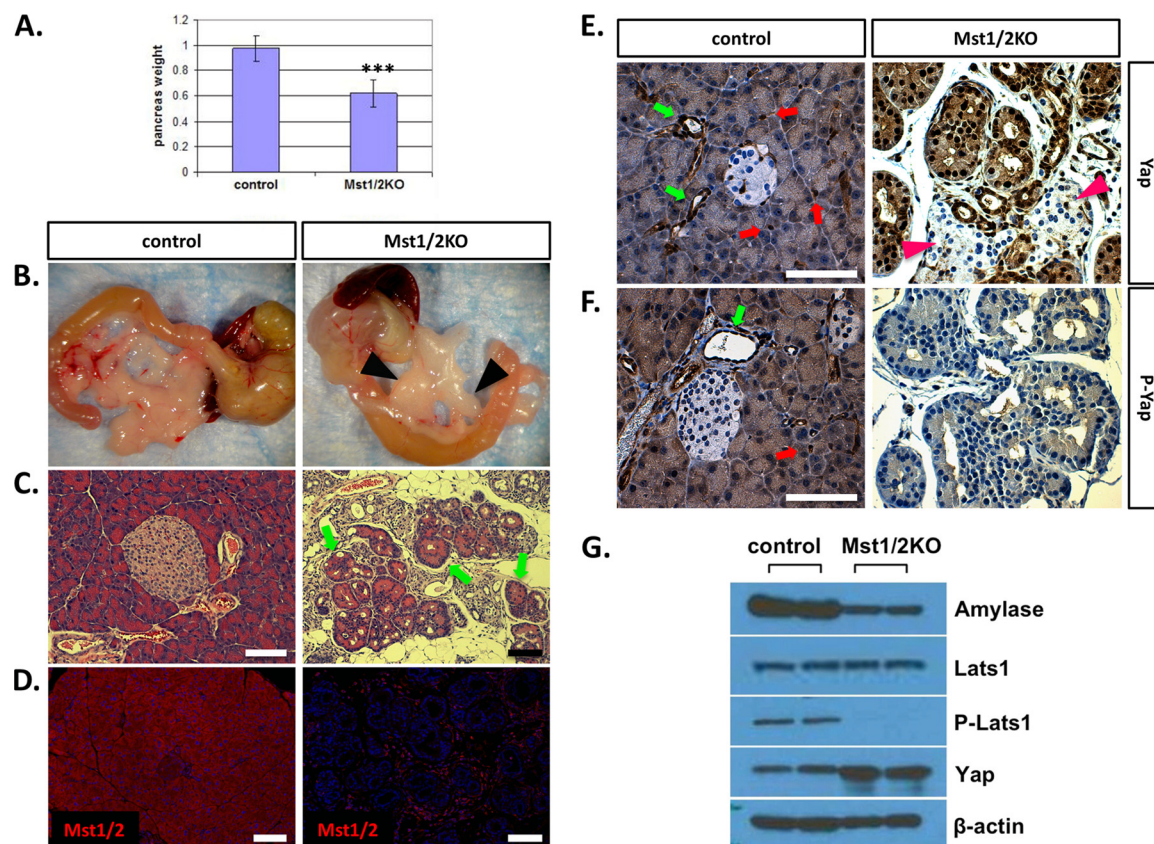 A.
pancreas weight
1.2
1
0.8
0.6
0.4
0.2
0
***
control
Mst1/2KO
control
Mst1/2KO
B.
C.
D.
Mst1/2
Mst1/2
E.
control
Mst1/2KO
Yap
F.
P-Yap
G.
control
Mst1/2KO
Amylase
Lats1
P-Lats1
Yap
β-actin